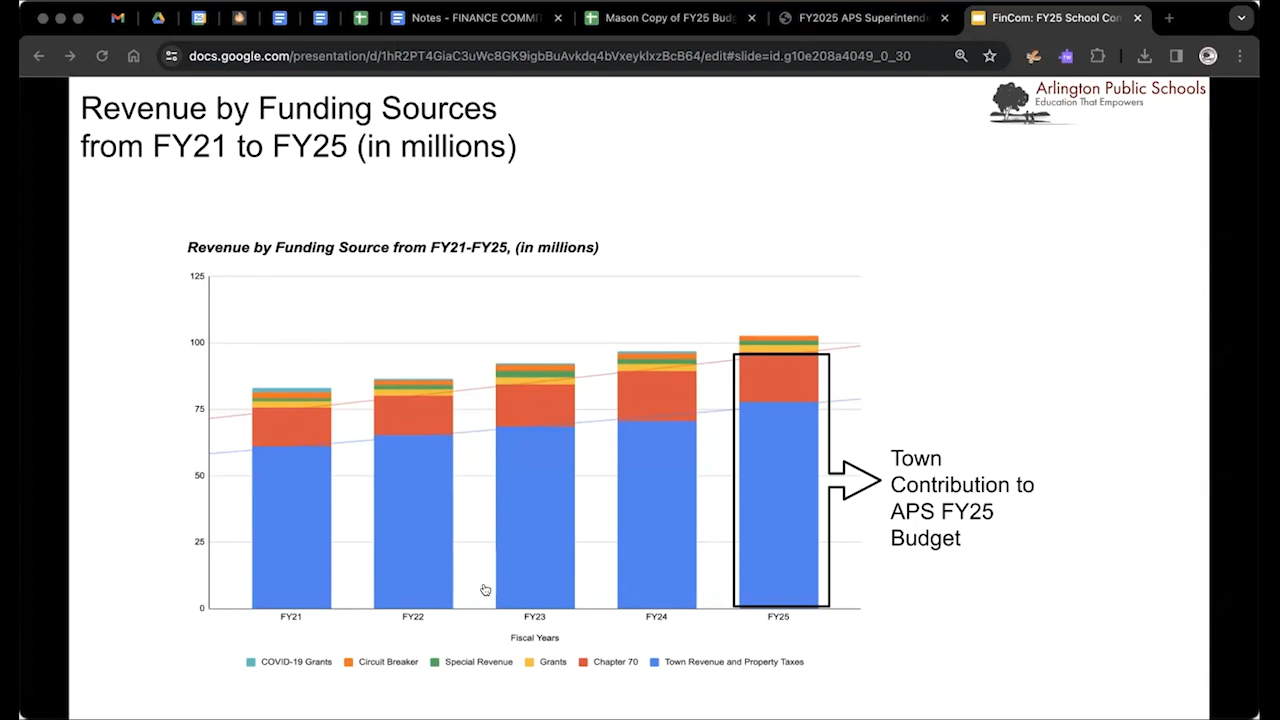 Notes - FINANCE COMMIT
Mason Copy of FY25 Budg
FY2025 APS Superintende
FinCom: FY25 School Com
docs.google.com/presentation/d/1hR2PT4GiaC3uWc8GK9igbBuAvkdq4bVxeyklxzBcB64/edit#slide=id.g10e208a4049_0_30
Revenue by Funding Sources
from FY21 to FY25 (in millions)
Arlington Public Schools
Education That Empowers
Revenue by Funding Source from FY21-FY25, (in millions)
125
100
75
50
25
0
FY21 FY22 FY23 FY24 FY25
Fiscal Years
COVID-19 Grants Circuit Breaker Special Revenue Grants Chapter 70 Town Revenue and Property Taxes
Town
Contribution to
APS FY25
Budget